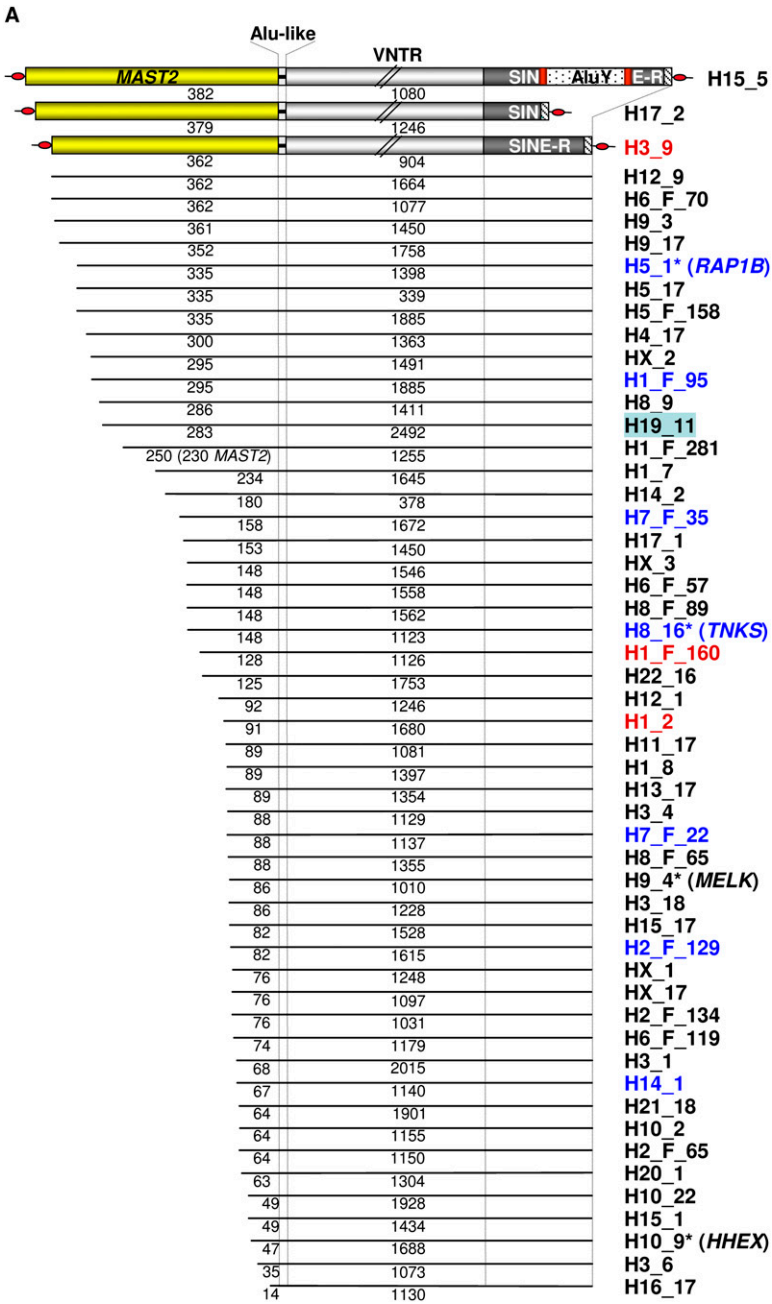 A
Alu-like
VNTR
MAST2 SIN AluY E-R H15_5
382 1080
SIN H17_2
379 1246
SINE-R H3_9
362 904
H12_9
362 1664
H6_F_70
362 1077
H9_3
361 1450
H9_17
352 1758
H5_1* (RAP1B)
335 1398
H5_17
335 339
H5_F_158
335 1885
H4_17
300 1363
HX_2
295 1491
H1_F_95
295 1885
H8_9
286 1411
H19_11
283 2492
H1_F_281
250 (230 MAST2) 1255
H1_7
234 1645
H14_2
180 378
H7_F_35
158 1672
H17_1
153 1450
HX_3
148 1546
H6_F_57
148 1558
H8_F_89
148 1562
H8_16* (TNKS)
148 1123
H1_F_160
128 1126
H22_16
125 1753
H12_1
92 1246
H1_2
91 1680
H11_17
89 1081
H1_8
89 1397
H13_17
89 1354
H3_4
88 1129
H7_F_22
88 1137
H8_F_65
88 1355
H9_4* (MELK)
86 1010
H3_18
86 1228
H15_17
82 1528
H2_F_129
82 1615
HX_1
76 1248
HX_17
76 1097
H2_F_134
76 1031
H6_F_119
74 1179
H3_1
68 2015
H14_1
67 1140
H21_18
64 1901
H10_2
64 1155
H2_F_65
64 1150
H20_1
63 1304
H10_22
49 1928
H15_1
49 1434
H10_9* (HHEX)
47 1688
H3_6
35 1073
H16_17
14 1130